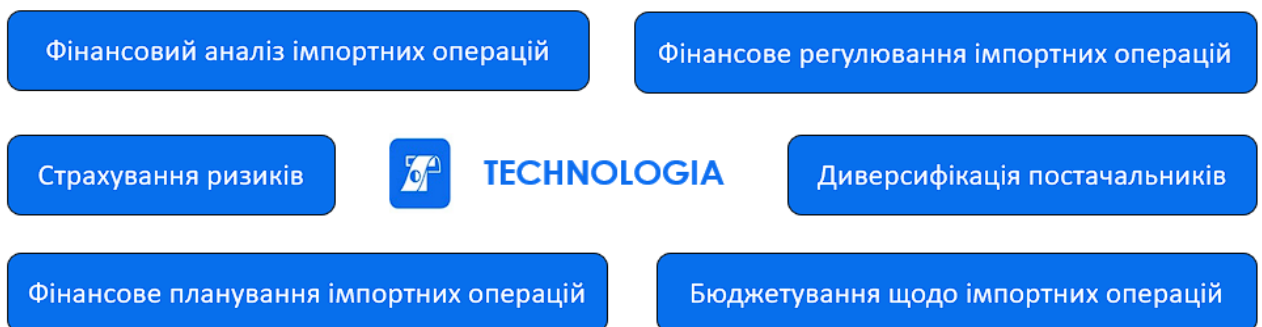 Фінансовий аналіз імпортних операцій
Фінансове регулювання імпортних операцій
Страхування ризиків
TECHNOLOGIA
Диверсифікація постачальників
Фінансове планування імпортних операцій
Бюджетування щодо імпортних операцій